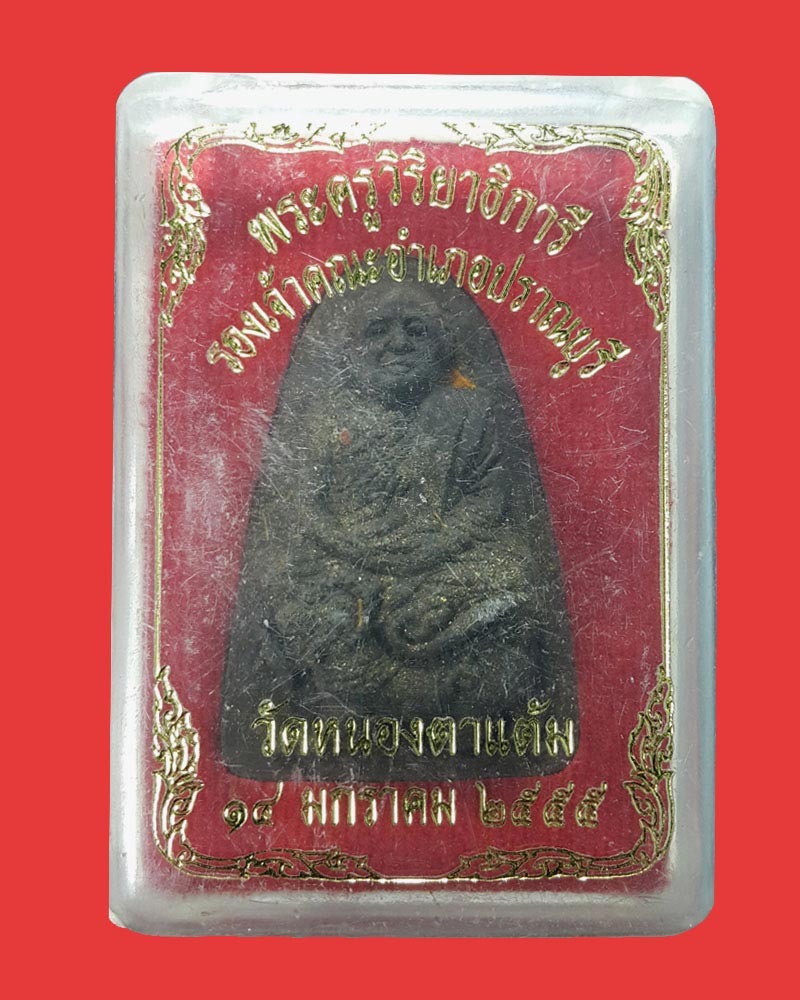 พระครูวิริยาธิการี
รองเจ้าคณะอำเภอปราณบุรี
วัดหนองตาแต้ม
๑๔ มกราคม ๒๕๕๕